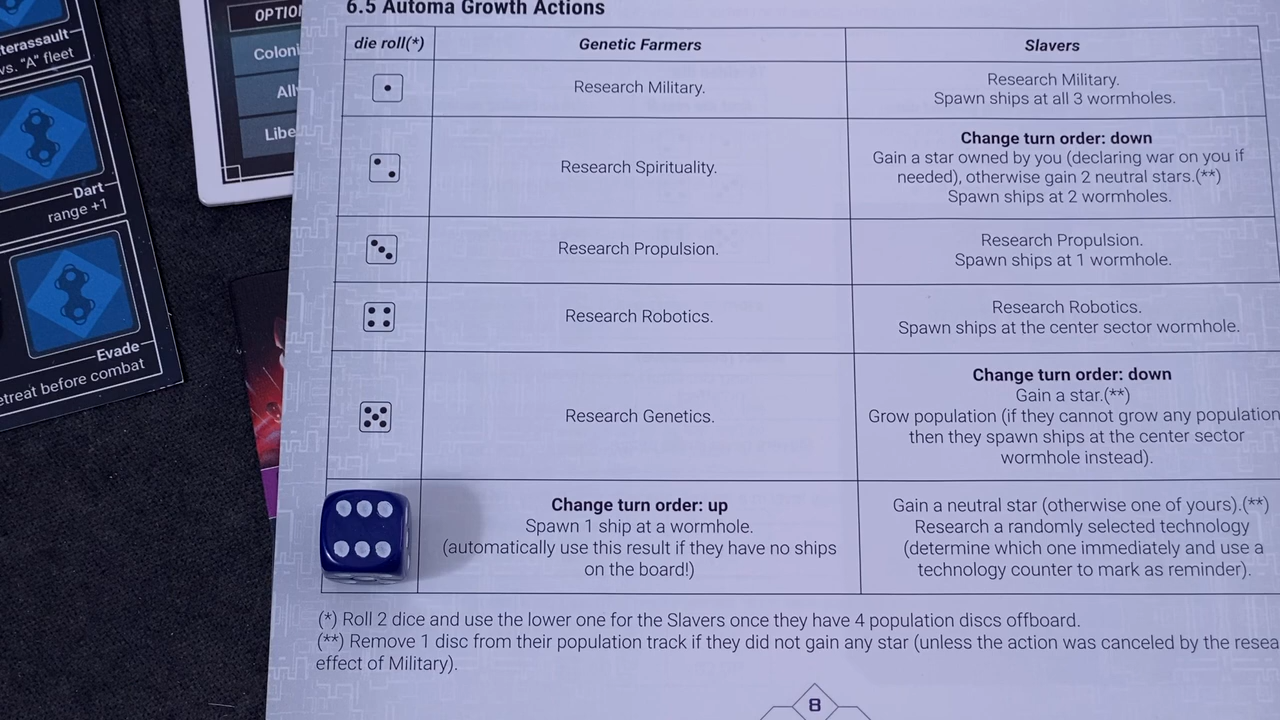 6.5 Automa Growth Actions
die roll(*)
Genetic Farmers
Slavers
Research Military.
Research Military.
Spawn ships at all 3 wormholes.
Research Spirituality.
Change turn order: down
Gain a star owned by you (declaring war on you if
needed), otherwise gain 2 neutral stars.(**)
Spawn ships at 2 wormholes.
Research Propulsion.
Research Propulsion.
Spawn ships at 1 wormhole.
Research Robotics.
Research Robotics.
Spawn ships at the center sector wormhole.
Research Genetics.
Change turn order: down
Gain a star.(**)
Grow population (if they cannot grow any population
then they spawn ships at the center sector
wormhole instead).
Change turn order: up
Spawn 1 ship at a wormhole.
(automatically use this result if they have no ships
on the board!)
Gain a neutral star (otherwise one of yours).(**)
Research a randomly selected technology
(determine which one immediately and use a
technology counter to mark as reminder).
(*) Roll 2 dice and use the lower one for the Slavers once they have 4 population discs offboard.
(**) Remove 1 disc from their population track if they did not gain any star (unless the action was canceled by the
effect of Military).
8
vs. "A" fleet
Dart
range +1
Evade
before combat